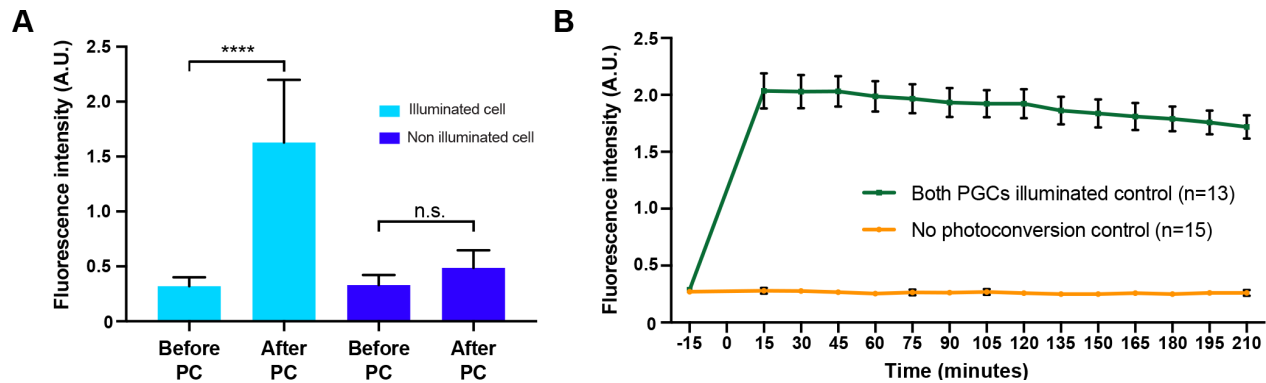 A
Fluorescence intensity (A.U.)
2.5
2.0
1.5
1.0
0.5
0
****
n.s.
Illuminated cell
Non illuminated cell
Before PC
After PC
Before PC
After PC
B
Fluorescence intensity (A.U.)
2.5
2.0
1.5
1.0
0.5
0
Both PGCs illuminated control (n=13)
No photoconversion control (n=15)
-15 0 15 30 45 60 75 90 105 120 135 150 165 180 195 210
Time (minutes)